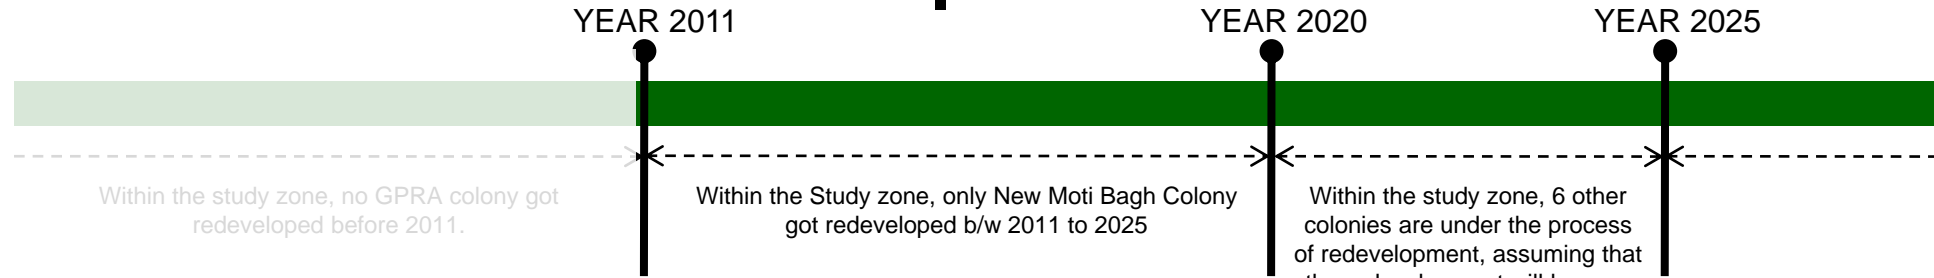 YEAR 2011
YEAR 2020
YEAR 2025
Within the study zone, no GPRA colony got
redeveloped before 2011.
Within the Study zone, only New Moti Bagh Colony
got redeveloped b/w 2011 to 2025
Within the study zone, 6 other
colonies are under the process
of redevelopment, assuming that